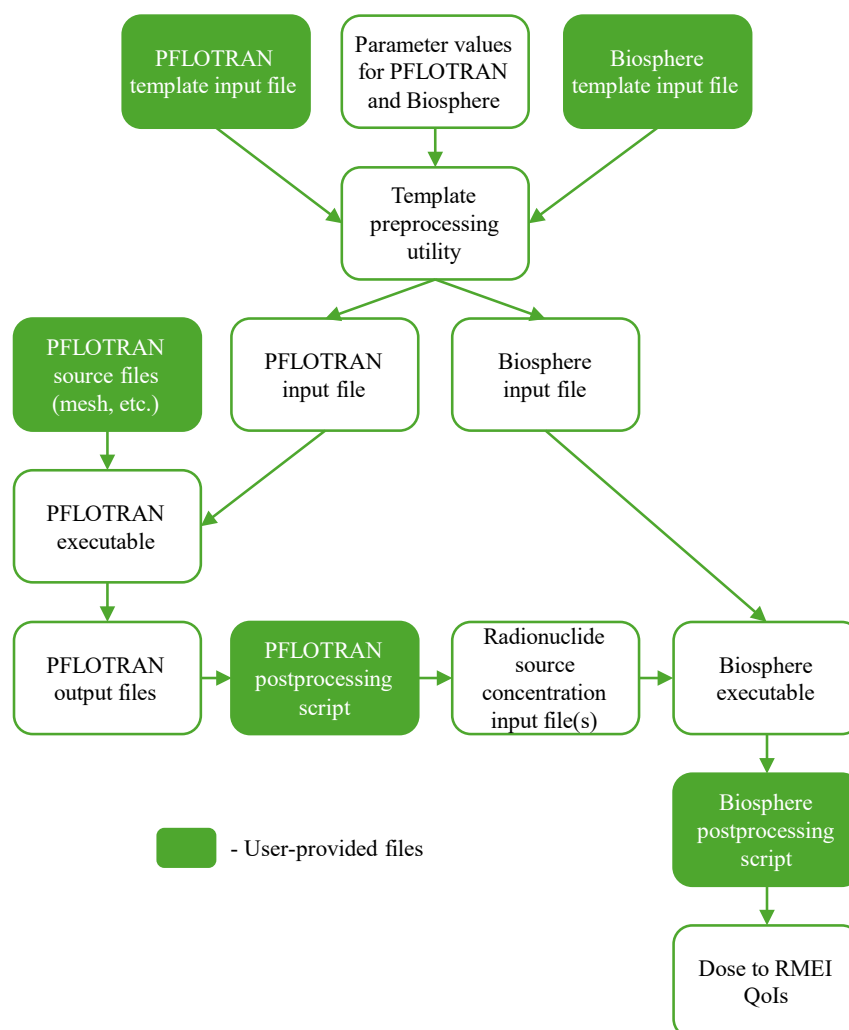 PFLOTRAN
template input file
Parameter values
for PFLOTRAN
and Biosphere
Biosphere
template input file
Template
preprocessing
utility
PFLOTRAN
source files
(mesh, etc.)
PFLOTRAN
input file
Biosphere
input file
PFLOTRAN
executable
PFLOTRAN
output files
PFLOTRAN
postprocessing
script
Radionuclide
source
concentration
input file(s)
Biosphere
executable
Biosphere
postprocessing
script
- User-provided files
Dose to RMEI
QoIs